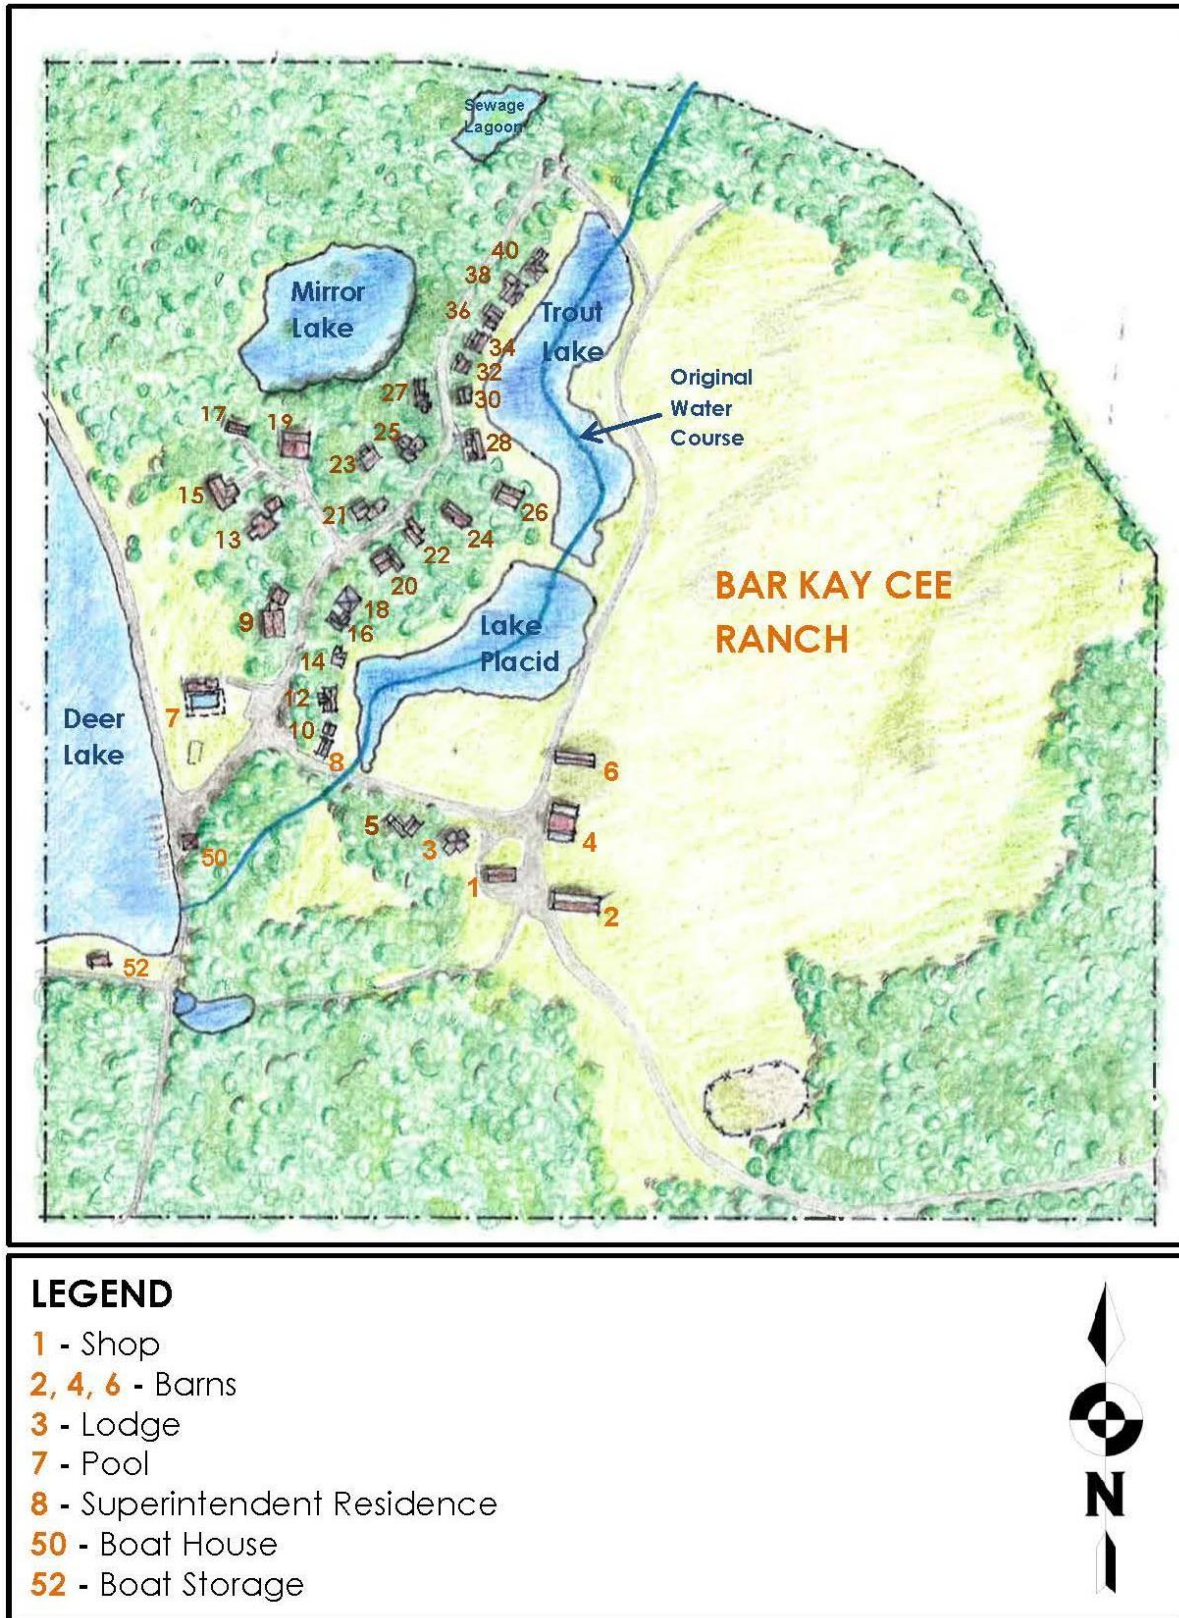 Sewage
Lagoon
40
38
Mirror
Lake
36
Trout
Lake
34
32
Original
Water
Course
27
30
17
19
25
28
23
15
26
21
13
24
22
BAR KAY CEE
RANCH
20
18
9
16
Lake
Placid
14
12
7
Deer
Lake
10
8
6
5
3
4
50
1
2
52
LEGEND
1 - Shop
2, 4, 6 - Barns
3 - Lodge
7 - Pool
8 - Superintendent Residence
50 - Boat House
52 - Boat Storage
N